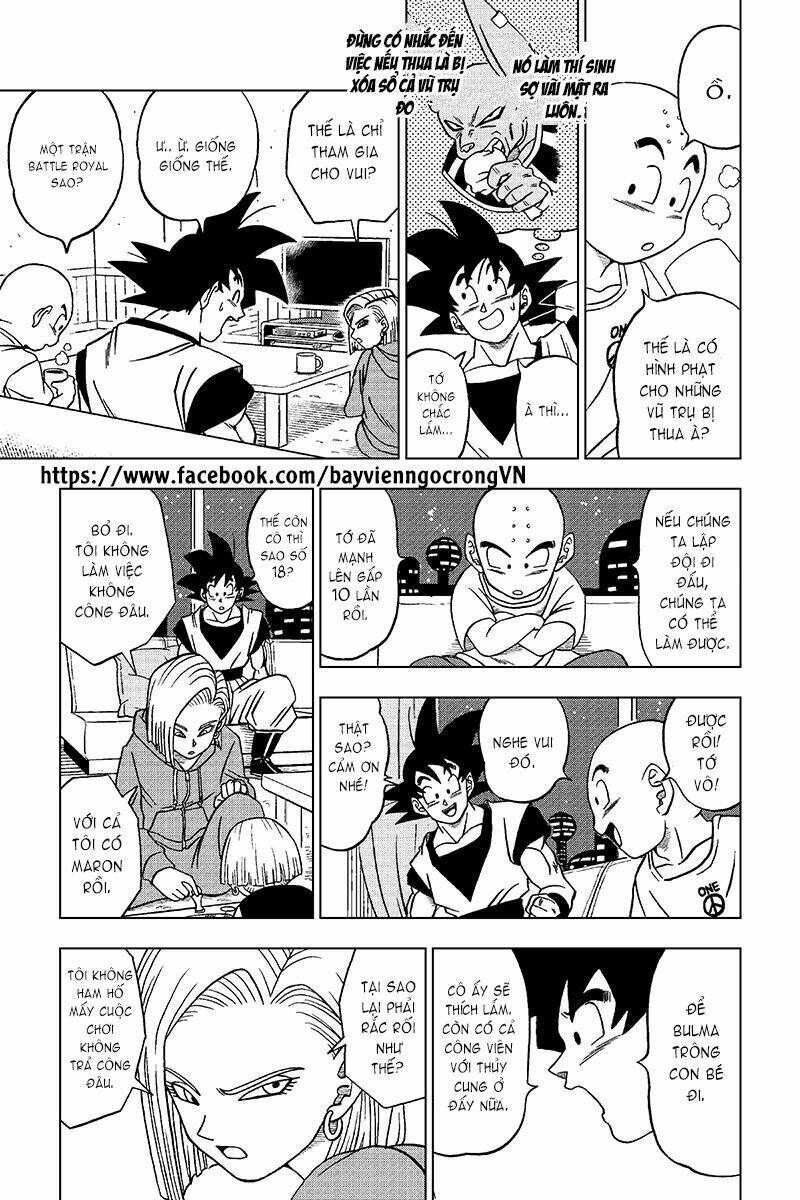 Ồ.
THẾ LÀ CÓ
HÌNH PHẠT
CHO NHỮNG
VŨ TRỤ BỊ
THUA À?
NÓ LÀM THÍ SINH
SỢ VÃI MẬT RA
LUÔN.
ĐỪNG CÓ NHẮC ĐẾN
VIỆC NẾU THUA LÀ BỊ
XÓA SỔ CẢ VŨ TRỤ
ĐO
À THÌ...
TỚ
KHÔNG
CHẮC
LẮM...
THẾ LÀ CHỈ
THAM GIA
CHO VUI?
Ư.. Ừ. GIỐNG
GIỐNG THẾ.
MỘT TRẬN
BATTLE ROYAL
SAO?
https://www.facebook.com/bayvienngocrongVN
NẾU CHÚNG
TA LẬP
ĐỘI ĐI
ĐẤU,
CHÚNG TA
CÓ THỂ
LÀM ĐƯỢC.
TỚ ĐÃ
MẠNH
LÊN GẤP
10 LẦN
RỒI.
THẾ CÒN
CÔ THÌ
SAO SỐ
18?
BỎ ĐI.
TÔI KHÔNG
LÀM VIỆC
KHÔNG
CÔNG ĐÂU.
VỚI CẢ
TÔI CÓ
MARON
RỒI.
ĐƯỢC
RỒI!
TỚ
VÔ!
ONE
NGHE VUI
ĐÓ.
THẬT
SAO?
CẢM ƠN
NHÉ!
ONE
ĐỂ
BULMA
TRÔNG
CON BÉ
ĐI.
CÔ ẤY SẼ
THÍCH LẮM.
CÒN CÓ CẢ
CÔNG VIÊN
VỚI THỦY
CUNG Ở
ĐẤY NỮA.
TẠI SAO
LẠI PHẢI
RẮC RỐI
NHƯ
THẾ?
TÔI KHÔNG
HAM HỐ
MẤY CUỘC
CHƠI
KHÔNG
TRẢ CÔNG
ĐÂU.